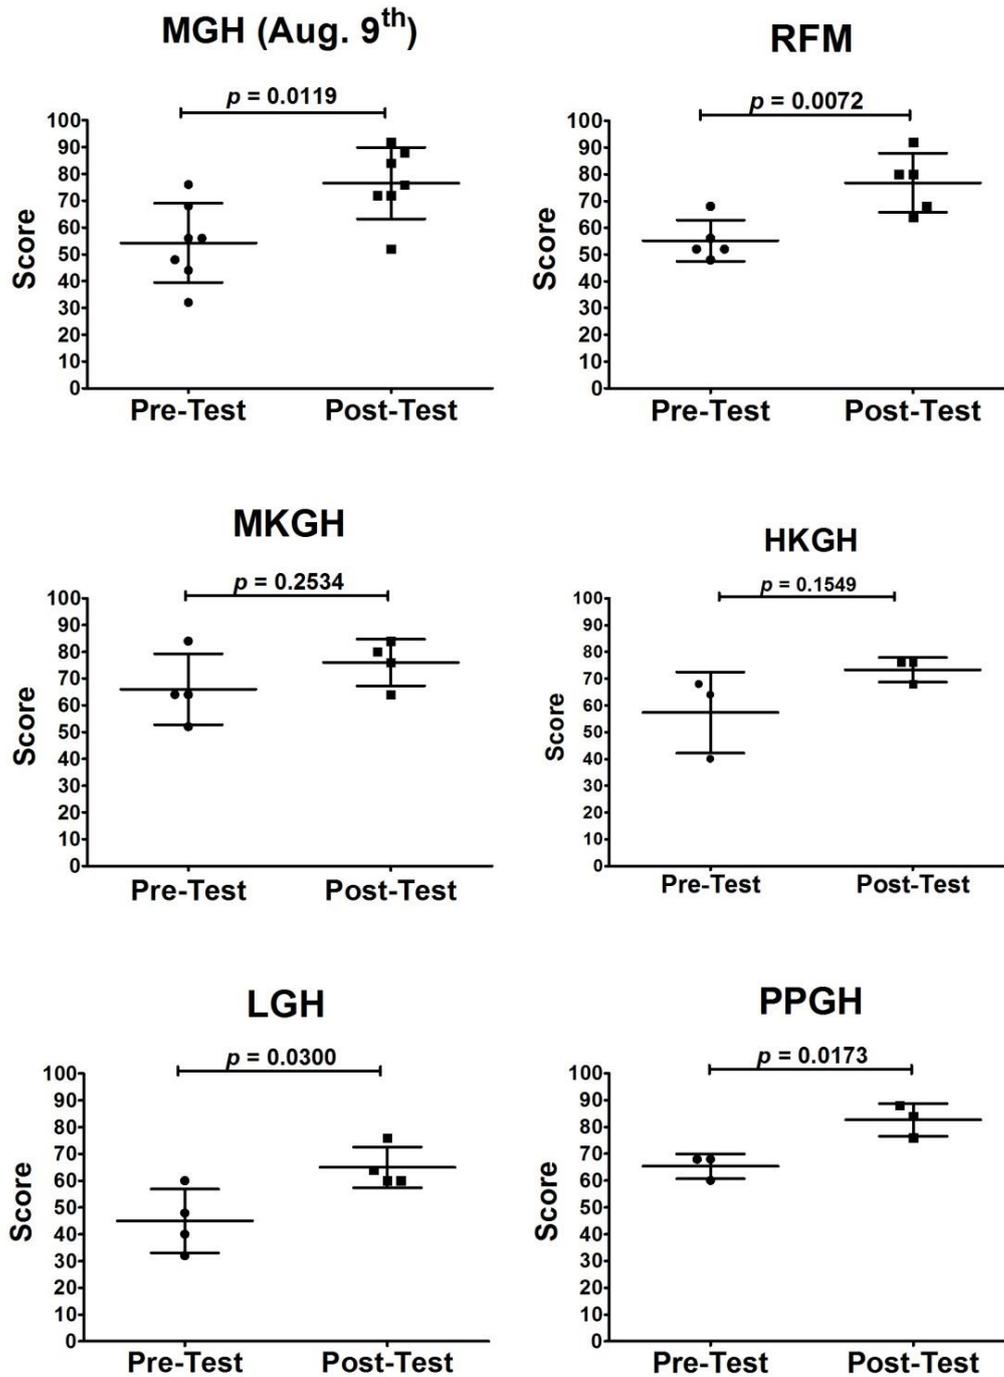 MGH (Aug. 9th)
p = 0.0119
100
90
80
70
60
50
40
30
20
10
0
Score
Pre-Test Post-Test
RFM
p = 0.0072
100
90
80
70
60
50
40
30
20
10
0
Score
Pre-Test Post-Test
MKGH
p = 0.2534
100
90
80
70
60
50
40
30
20
10
0
Score
Pre-Test Post-Test
HKGH
p = 0.1549
100
90
80
70
60
50
40
30
20
10
0
Score
Pre-Test Post-Test
LGH
p = 0.0300
100
90
80
70
60
50
40
30
20
10
0
Score
Pre-Test Post-Test
PPGH
p = 0.0173
100
90
80
70
60
50
40
30
20
10
0
Score
Pre-Test Post-Test